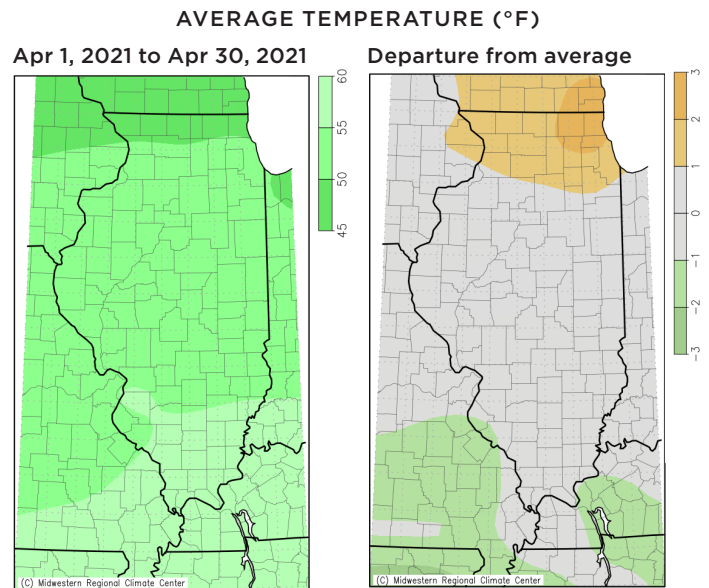 AVERAGE TEMPERATURE (°F)
Apr 1, 2021 to Apr 30, 2021
60
55
50
45
(C) Midwestern Regional Climate Center
Departure from average
3
2
1
0
-1
-2
-3
(C) Midwestern Regional Climate Center